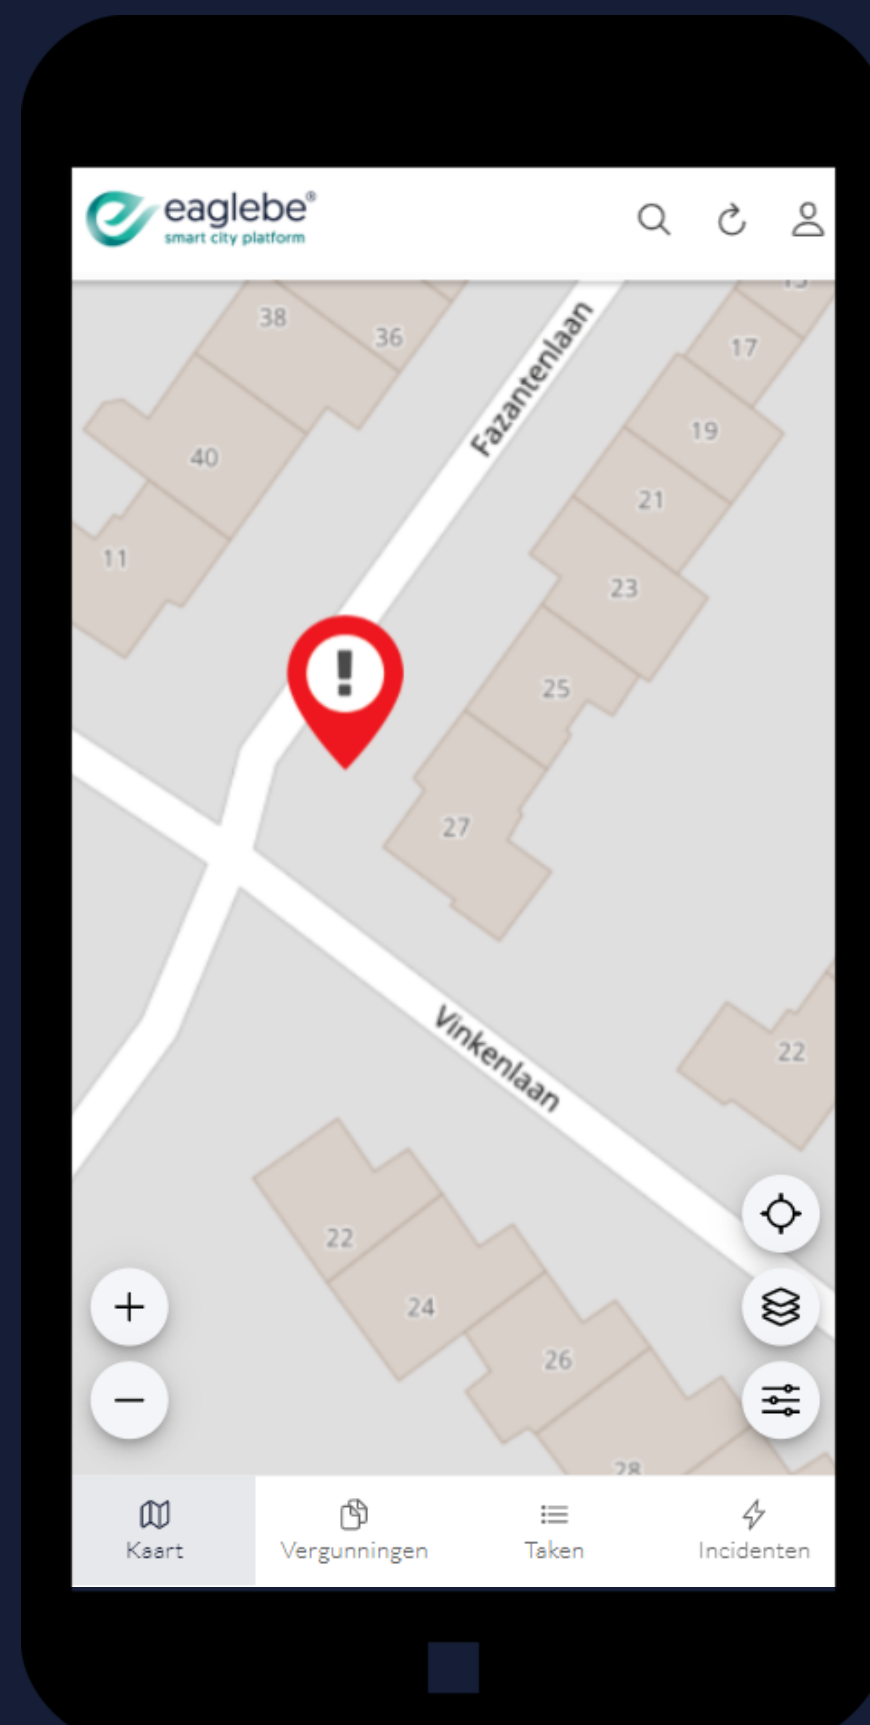 eaglebe®
smart city platform
38
36
Fazantenlaan
17
19
40
21
11
23
!
25
27
Vinkenlaan
22
22
24
26
28
Kaart
Vergunningen
Taken
Incidenten